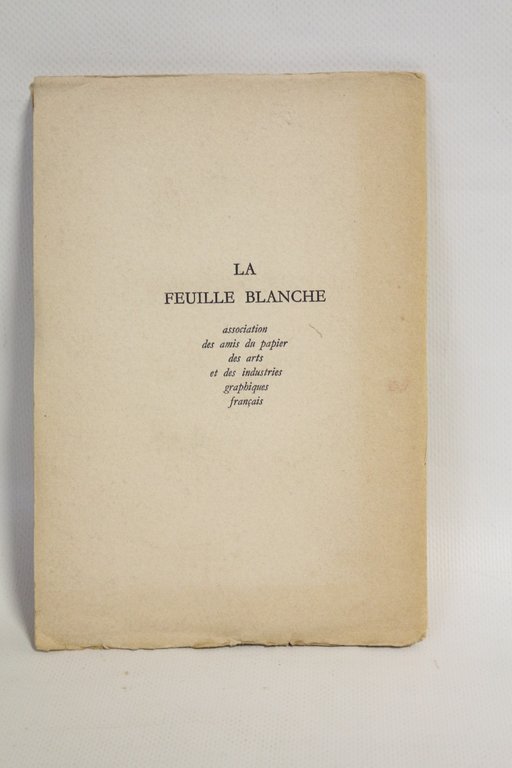 LA
FEUILLE BLANCHE
association
des amis du papier
des arts
et des industries
graphiques
français